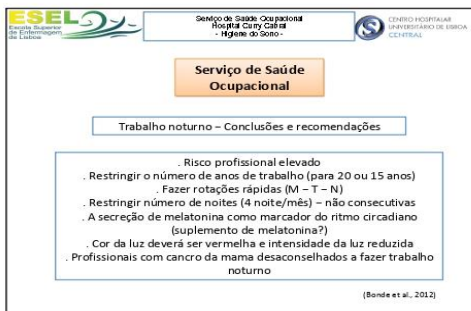 ESEL
Escola Superior
de Enfermagem
de Lisboa
Serviço de Saúde Ocupacional
Hospital Curry Cabral
- Higiene do Sono -
CENTRO HOSPITALAR
UNIVERSITÁRIO DE LISBOA
CENTRAL
Serviço de Saúde
Ocupacional
Trabalho noturno – Conclusões e recomendações
. Risco profissional elevado
. Restringir o número de anos de trabalho (para 20 ou 15 anos)
. Fazer rotações rápidas (M – T – N)
. Restringir número de noites (4 noite/mês) – não consecutivas
. A secreção de melatonina como marcador do ritmo circadiano
(suplemento de melatonina?)
. Cor da luz deverá ser vermelha e intensidade da luz reduzida
. Profissionais com cancro da mama desaconselhados a fazer trabalho
noturno
(Bonde et al., 2012)